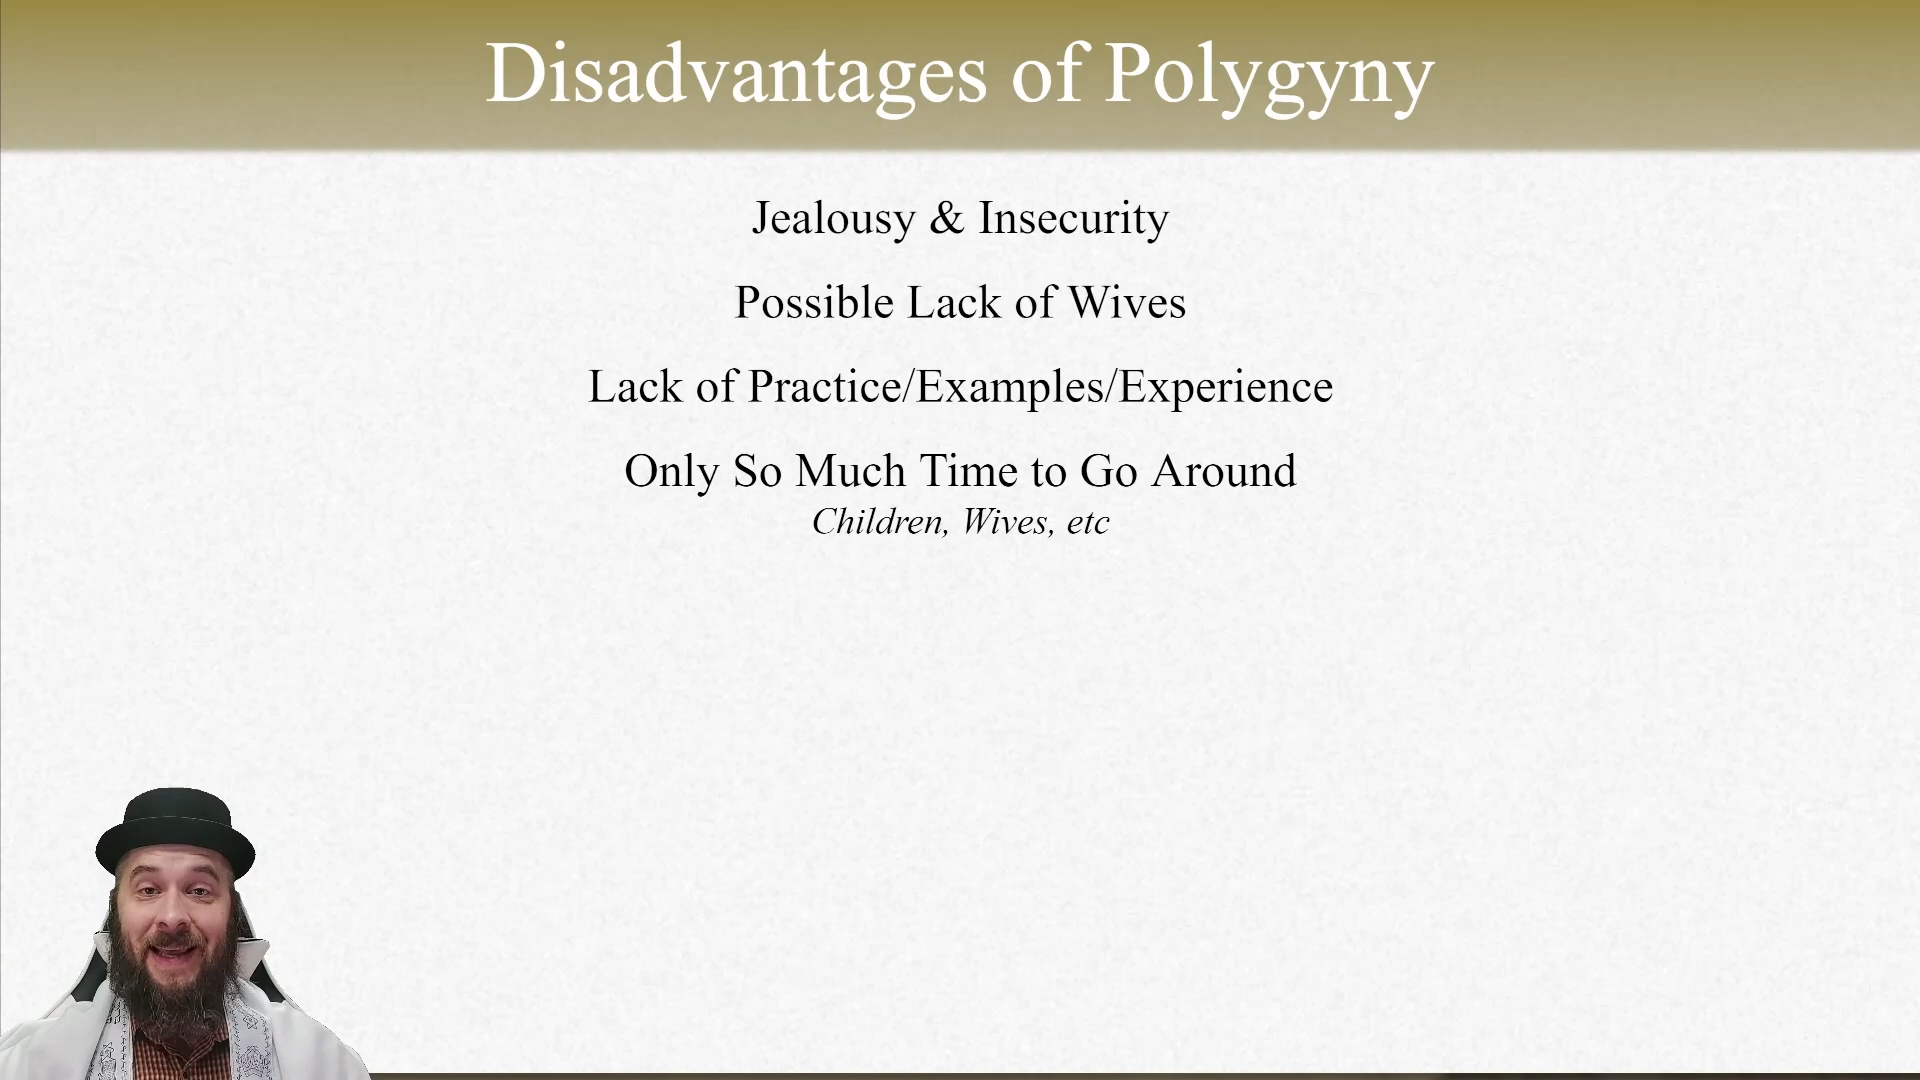 Disadvantages of Polygyny
Jealousy & Insecurity
Possible Lack of Wives
Lack of Practice/Examples/Experience
Only So Much Time to Go Around
Children, Wives, etc